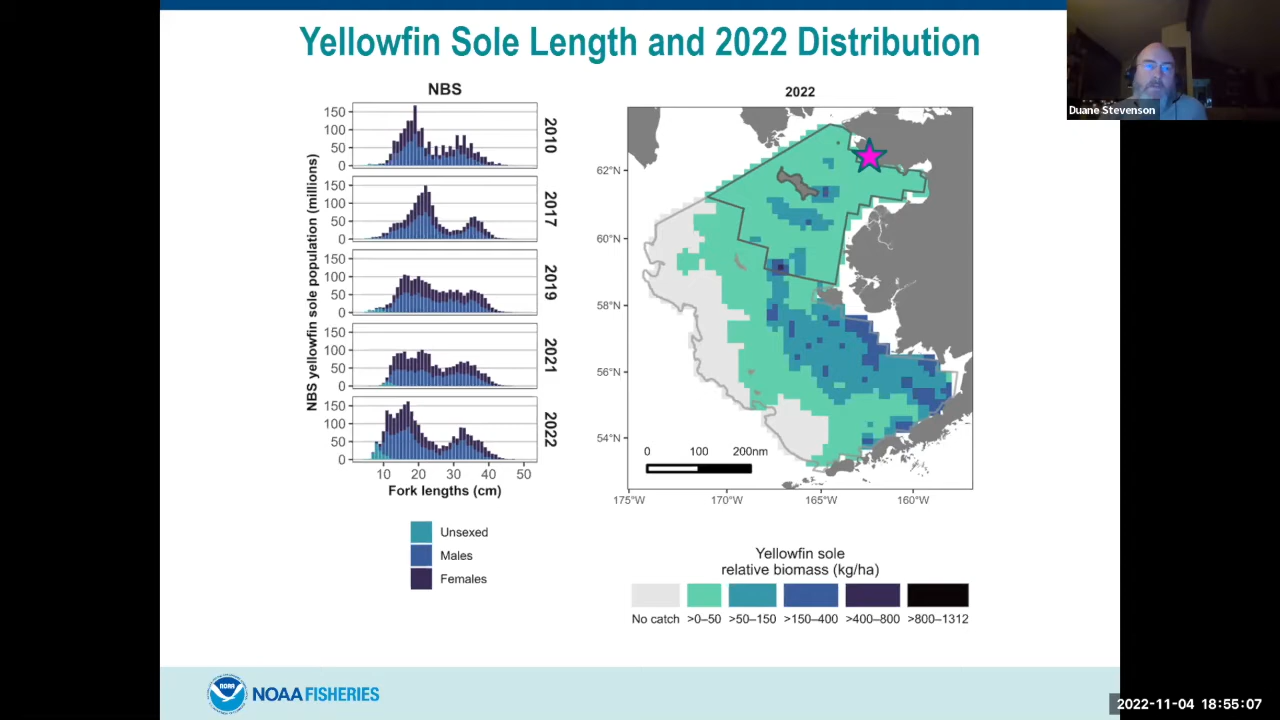 Yellowfin Sole Length and 2022 Distribution
Duane Stevenson
NBS
NBS yellowfin sole population (millions)
150
100
50
0
2010
150
100
50
0
2017
150
100
50
0
2019
150
100
50
0
2021
150
100
50
0
2022
10 20 30 40 50
Fork lengths (cm)
Unsexed
Males
Females
2022
62°N
60°N
58°N
56°N
54°N
0 100 200nm
175°W 170°W 165°W 160°W
Yellowfin sole
relative biomass (kg/ha)
No catch >0–50 >50–150 >150–400 >400–800 >800–1312
NOAA
NOAA FISHERIES
2022-11-04 18:55:07